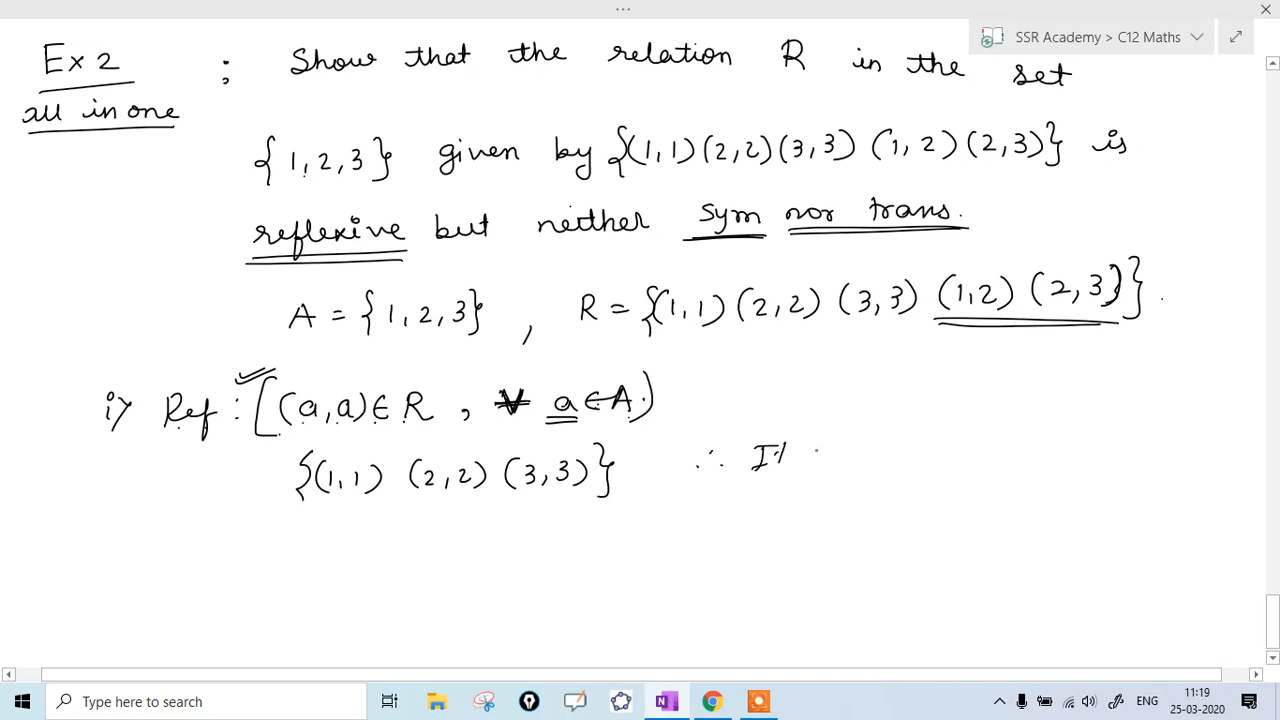 SSR Academy > C12 Maths
Ex 2 : Show that the relation R in the set
all in one
{1,2,3} given by {(1,1)(2,2)(3,3) (1,2)(2,3)} is
reflexive but neither sym nor trans.
A = {1,2,3} , R = {(1,1)(2,2)(3,3)(1,2)(2,3)}.
i) Ref : [(a,a)∈R , ∀ a∈A)
{(1,1) (2,2) (3,3)} ∴ It
Type here to search
ENG
11:19
25-03-2020